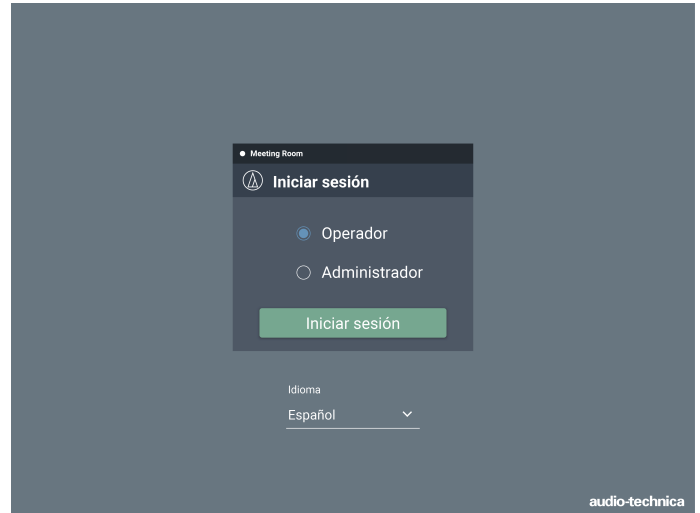 Meeting Room
Iniciar sesión
Operador
Administrador
Iniciar sesión
Idioma
Español
audio-technica